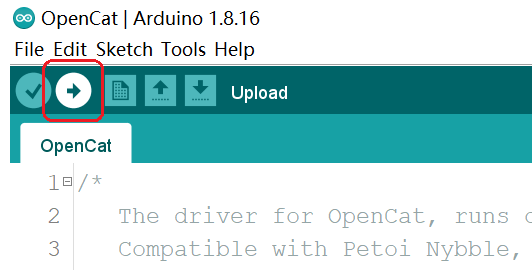 OpenCat | Arduino 1.8.16
File Edit Sketch Tools Help
Upload
OpenCat
1 /*
2 The driver for OpenCat, runs
3 Compatible with Petoi Nybble,